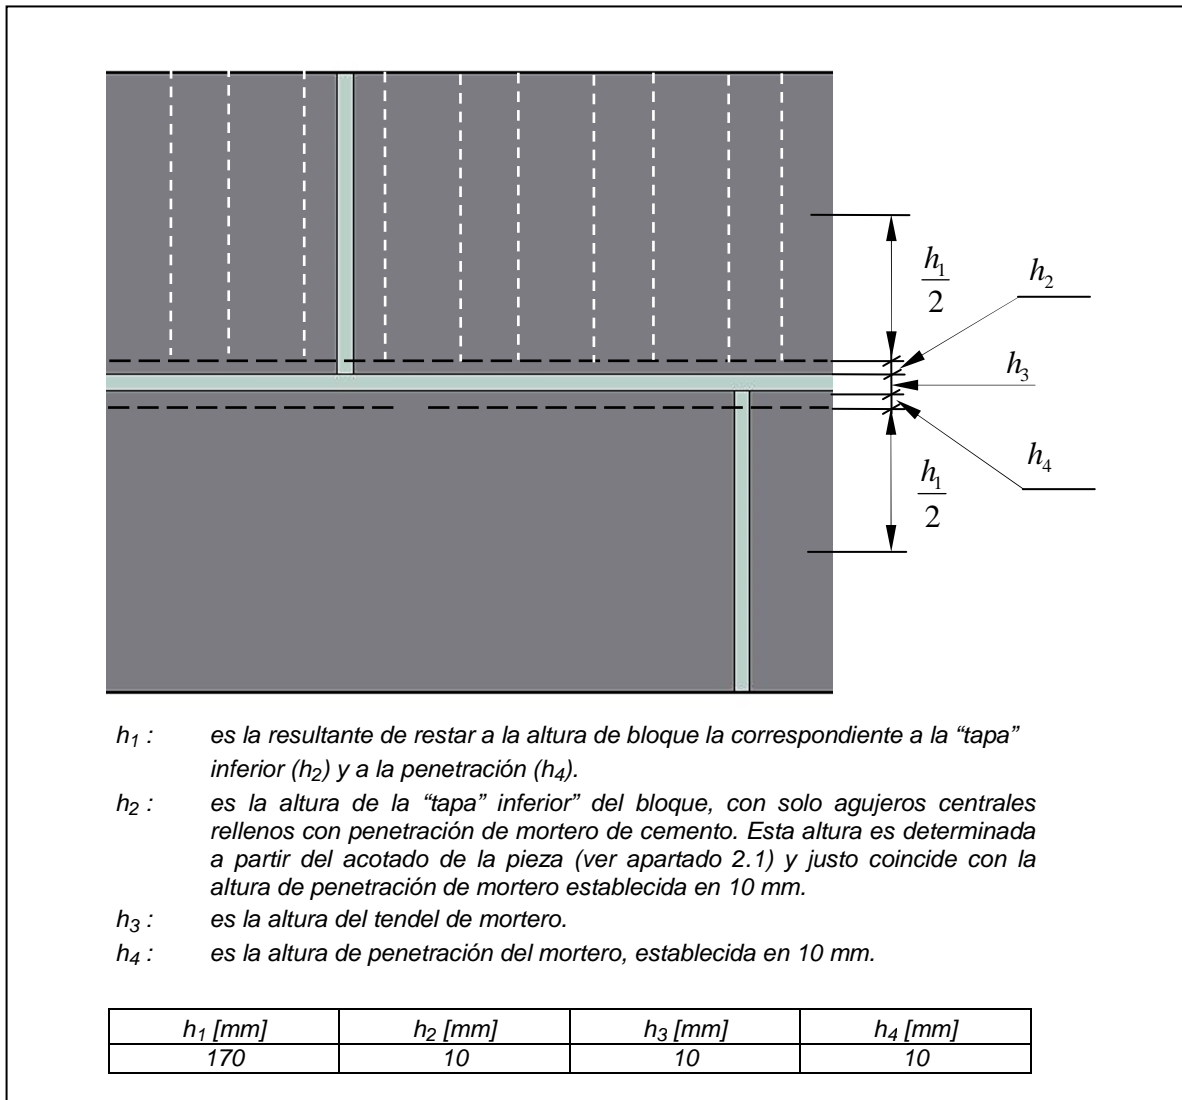 h1
2
h2
h3
h4
h1
2
h1 : es la resultante de restar a la altura de bloque la correspondiente a la “tapa”
inferior (h2) y a la penetración (h4).
h2 : es la altura de la “tapa” inferior” del bloque, con solo agujeros centrales
rellenos con penetración de mortero de cemento. Esta altura es determinada
a partir del acotado de la pieza (ver apartado 2.1) y justo coincide con la
altura de penetración de mortero establecida en 10 mm.
h3 : es la altura del tendel de mortero.
h4 : es la altura de penetración del mortero, establecida en 10 mm.
h1 [mm] h2 [mm] h3 [mm] h4 [mm]
170 10 10 10